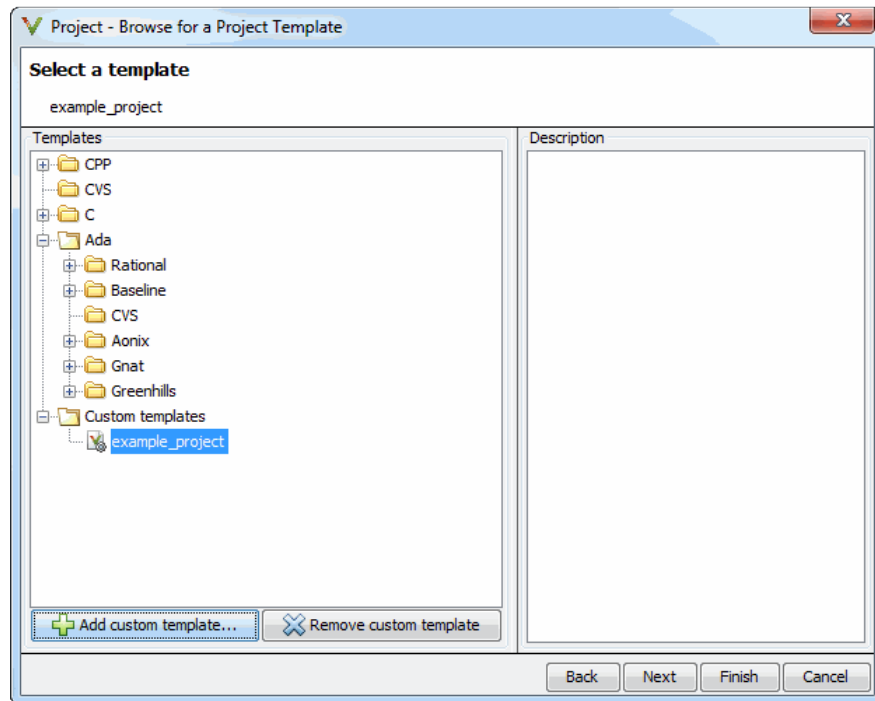 Project - Browse for a Project Template
Select a template
example_project
Templates
Description
CPP
CVS
C
Ada
Rational
Baseline
CVS
Aonix
Gnat
Greenhills
Custom templates
example_project
Add custom template...
Remove custom template
Back
Next
Finish
Cancel